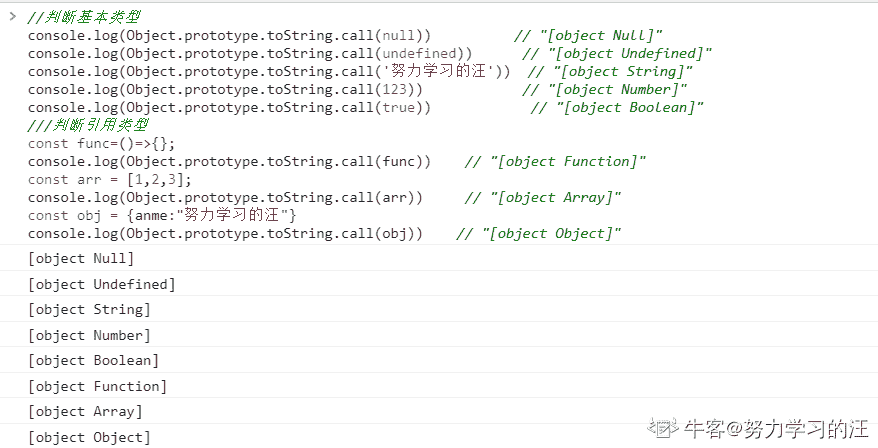 > //判断基本类型
console.log(Object.prototype.toString.call(null))          // "[object Null]"
console.log(Object.prototype.toString.call(undefined))      // "[object Undefined]"
console.log(Object.prototype.toString.call('努力学习的汪'))  // "[object String]"
console.log(Object.prototype.toString.call(123))            // "[object Number]"
console.log(Object.prototype.toString.call(true))            // "[object Boolean]"
///判断引用类型
const func=()=>{};
console.log(Object.prototype.toString.call(func))    // "[object Function]"
const arr = [1,2,3];
console.log(Object.prototype.toString.call(arr))     // "[object Array]"
const obj = {anme:"努力学习的汪"}
console.log(Object.prototype.toString.call(obj))    // "[object Object]"
[object Null]
[object Undefined]
[object String]
[object Number]
[object Boolean]
[object Function]
[object Array]
[object Object]
牛客@努力学习的汪